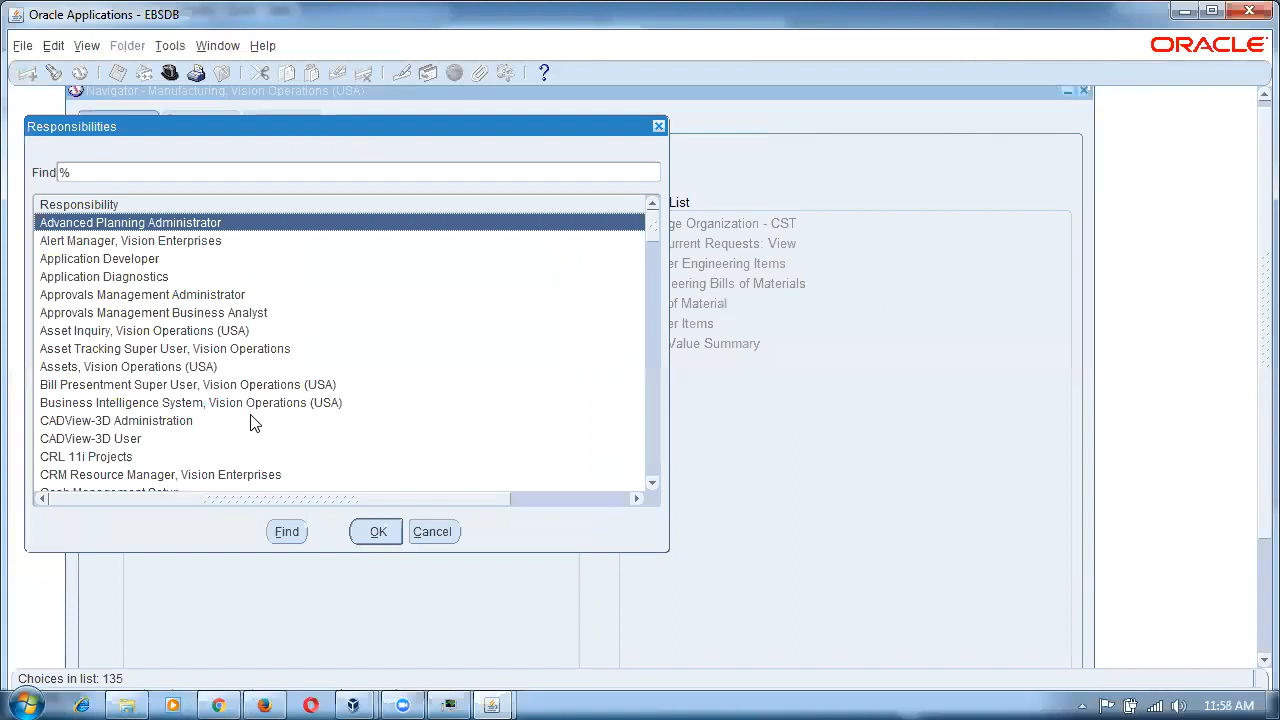 Oracle Applications - EBSDB
File Edit View Folder Tools Window Help
ORACLE
Navigator - Manufacturing, Vision Operations (USA)
Responsibilities
Find %
Responsibility
Advanced Planning Administrator
Alert Manager, Vision Enterprises
Application Developer
Application Diagnostics
Approvals Management Administrator
Approvals Management Business Analyst
Asset Inquiry, Vision Operations (USA)
Asset Tracking Super User, Vision Operations
Assets, Vision Operations (USA)
Bill Presentment Super User, Vision Operations (USA)
Business Intelligence System, Vision Operations (USA)
CADView-3D Administration
CADView-3D User
CRL 11i Projects
CRM Resource Manager, Vision Enterprises
Cash Management Setup
Find OK Cancel
List
ge Organization - CST
urrent Requests: View
er Engineering Items
eering Bills of Materials
of Material
er Items
Value Summary
Choices in list: 135
11:58 AM